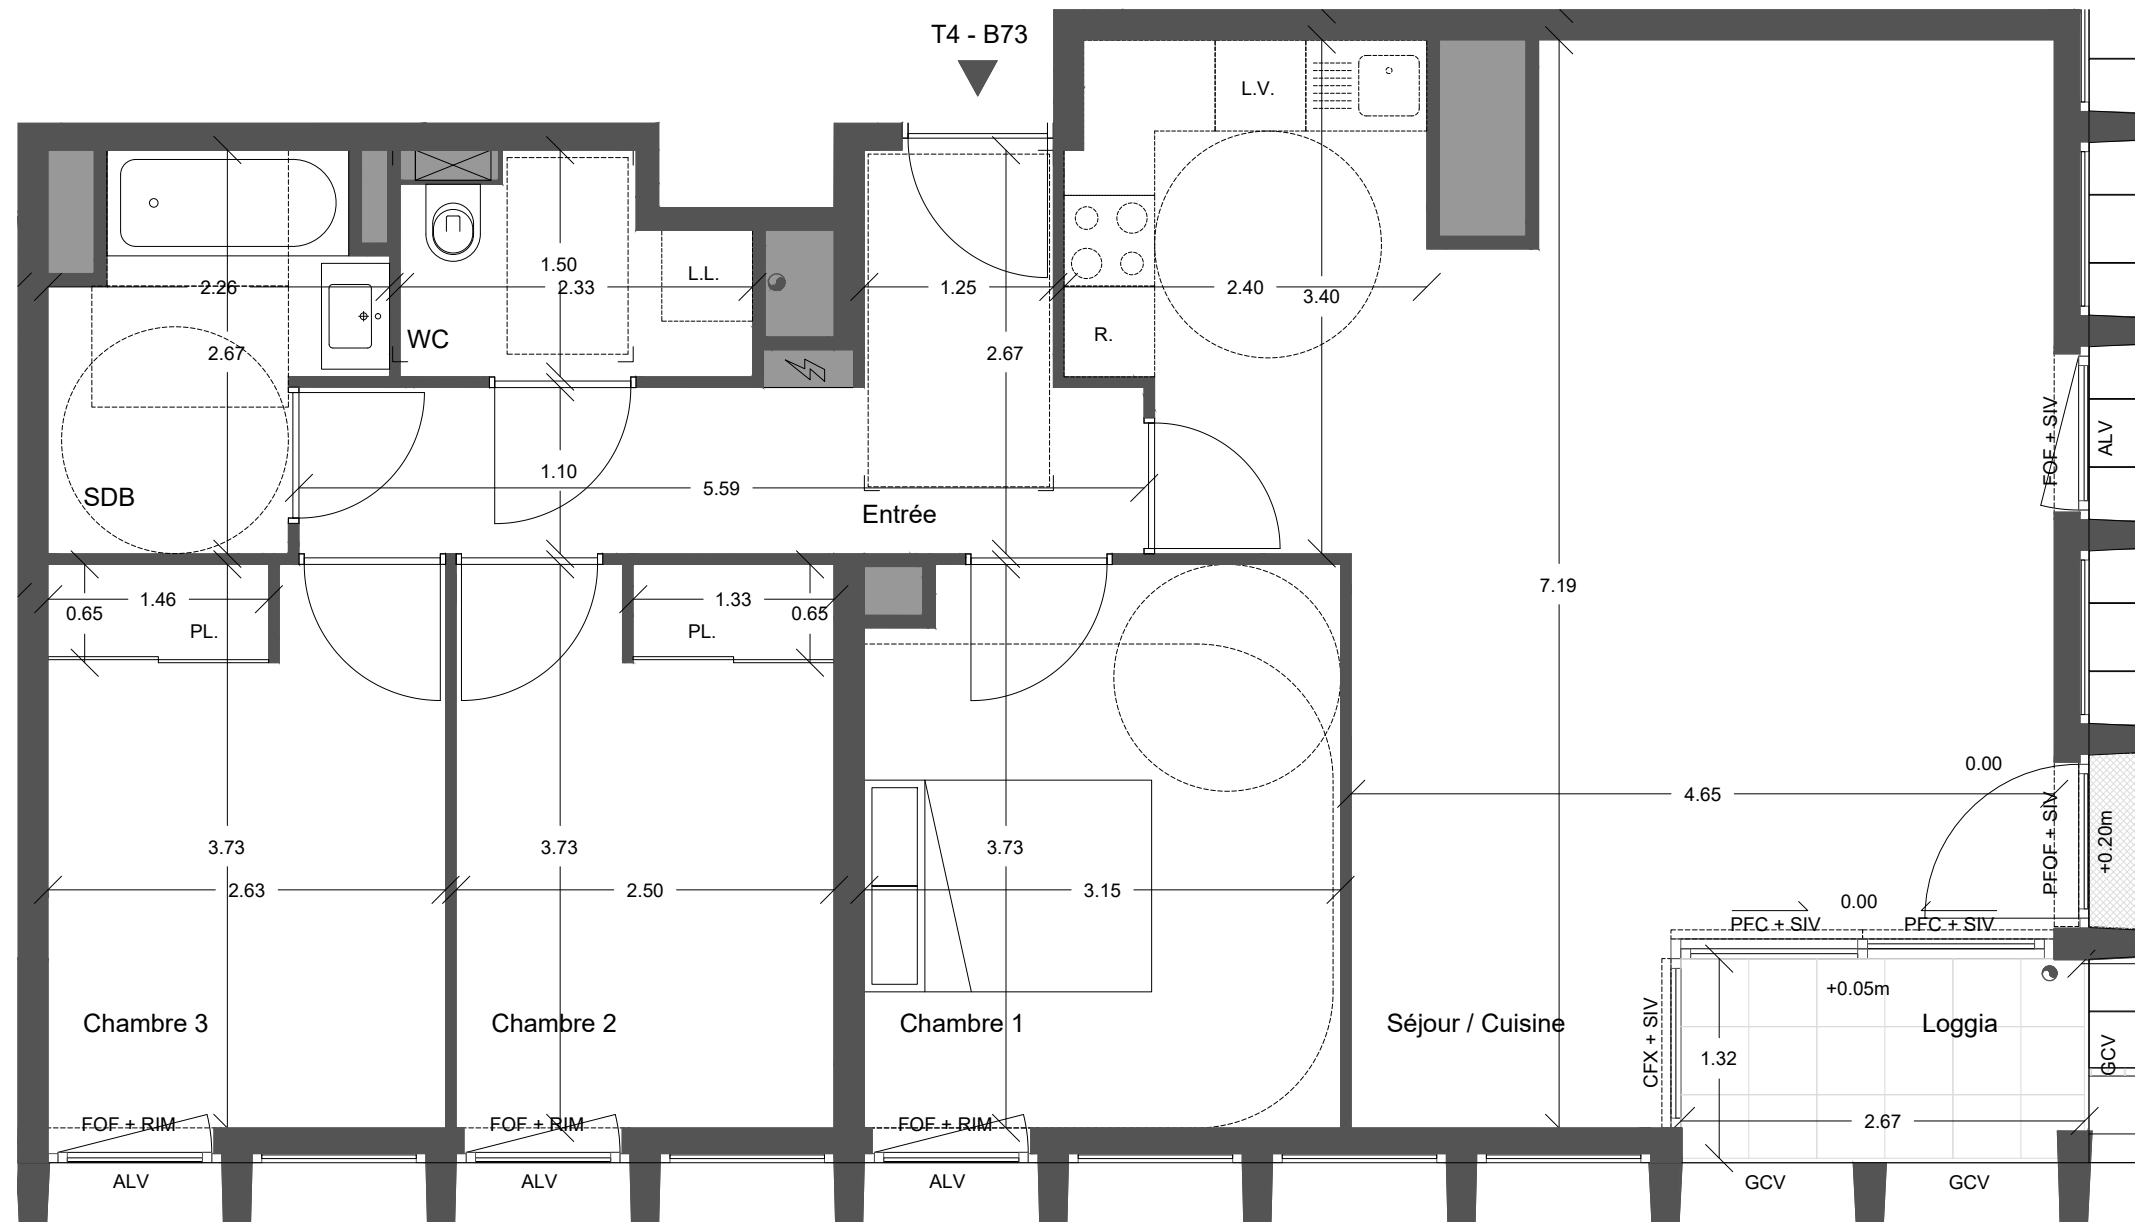 T4 - B73
L.V.
1.50
2.26
2.33
L.L.
1.25
2.40
3.40
R.
WC
2.67
2.67
FOF + SIV
ALV
1.10
5.59
SDB
Entrée
7.19
1.46
0.65
PL.
1.33
0.65
PL.
0.00
4.65
3.73
3.73
3.73
2.63
2.50
3.15
PFOF + SIV
+0.20m
0.00
PFC + SIV
PFC + SIV
+0.05m
Chambre 3
Chambre 2
Chambre 1
Séjour / Cuisine
Loggia
CFX + SIV
1.32
GCV
FOF + RIM
FOF + RIM
FOF + RIM
2.67
ALV
ALV
ALV
GCV
GCV